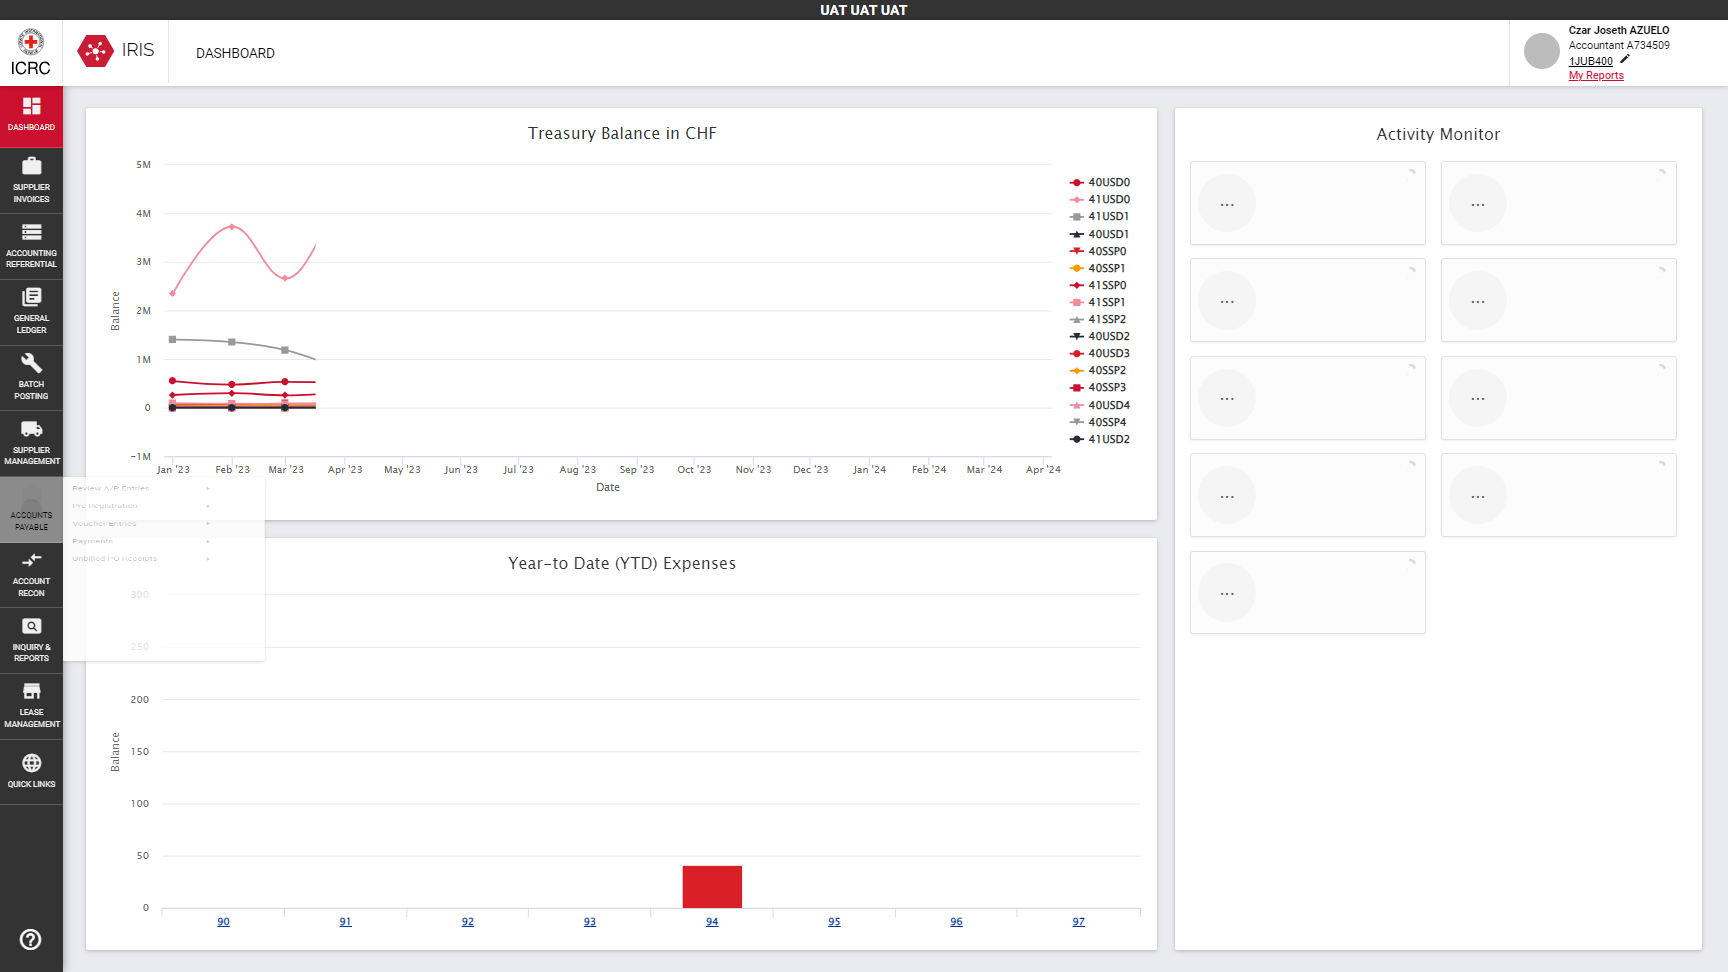 UAT UAT UAT
ICRC
IRIS
DASHBOARD
Czar Joseth AZUELO
Accountant A734509
1JUB400
My Reports
DASHBOARD
SUPPLIER
INVOICES
ACCOUNTING
REFERENTIAL
GENERAL
LEDGER
BATCH
POSTING
SUPPLIER
MANAGEMENT
ACCOUNTS
PAYABLE
ACCOUNT
RECON
INQUIRY &
REPORTS
LEASE
MANAGEMENT
QUICK LINKS
Review A/P Entries
Pre Registration
Voucher Entries
Payments
Unbilled PO Receipts
Treasury Balance in CHF
Balance
5M
4M
3M
2M
1M
0
−1M
Jan '23 Feb '23 Mar '23 Apr '23 May '23 Jun '23 Jul '23 Aug '23 Sep '23 Oct '23 Nov '23 Dec '23 Jan '24 Feb '24 Mar '24 Apr '24
Date
40USD0
41USD0
41USD1
40USD1
40SSP0
40SSP1
41SSP0
41SSP1
41SSP2
40USD2
40USD3
40SSP2
40SSP3
40USD4
40SSP4
41USD2
Year-to Date (YTD) Expenses
Balance
300
250
200
150
100
50
0
90 91 92 93 94 95 96 97
Activity Monitor
... ...
... ...
... ...
... ...
...